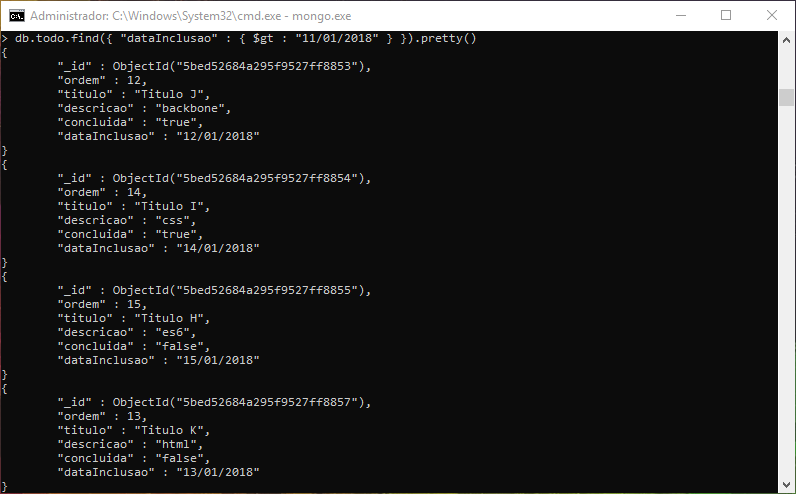 Administrador: C:\Windows\System32\cmd.exe - mongo.exe
> db.todo.find({ "dataInclusao" : { $gt : "11/01/2018" } }).pretty()
{
        "_id" : ObjectId("5bed52684a295f9527ff8853"),
        "ordem" : 12,
        "titulo" : "Titulo J",
        "descricao" : "backbone",
        "concluida" : "true",
        "dataInclusao" : "12/01/2018"
}
{
        "_id" : ObjectId("5bed52684a295f9527ff8854"),
        "ordem" : 14,
        "titulo" : "Titulo I",
        "descricao" : "css",
        "concluida" : "true",
        "dataInclusao" : "14/01/2018"
}
{
        "_id" : ObjectId("5bed52684a295f9527ff8855"),
        "ordem" : 15,
        "titulo" : "Titulo H",
        "descricao" : "es6",
        "concluida" : "false",
        "dataInclusao" : "15/01/2018"
}
{
        "_id" : ObjectId("5bed52684a295f9527ff8857"),
        "ordem" : 13,
        "titulo" : "Titulo K",
        "descricao" : "html",
        "concluida" : "false",
        "dataInclusao" : "13/01/2018"
}